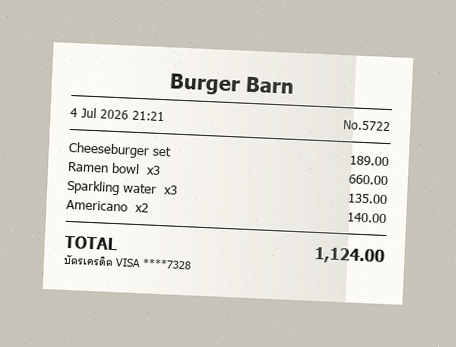 Burger Barn
4 Jul 2026 21:21 No.5722
Cheeseburger set 189.00
Ramen bowl x3 660.00
Sparkling water x3 135.00
Americano x2 140.00
TOTAL 1,124.00
บัตรเครดิต VISA ****7328